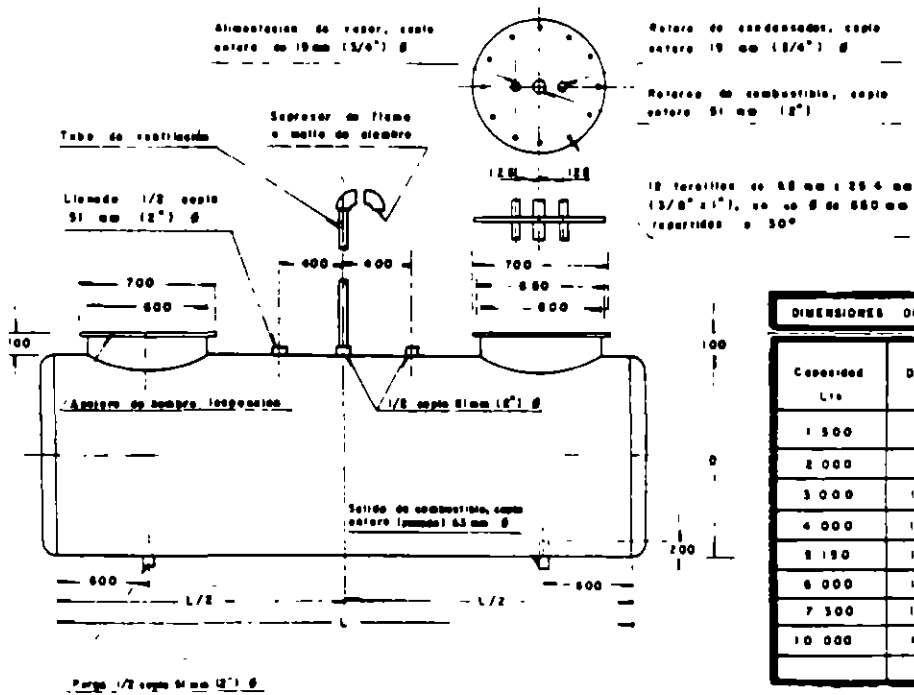 Alimentación de vapor, cople
entero de 19 mm (3/4") Ø
Retorno de condensados, cople
entero 19 mm (3/4") Ø
Retorno de combustible, cople
entero 51 mm (2")
Supresor de flama
o malla de alambre
Tubo de ventilación
Llenado 1/2 cople
51 mm (2") Ø
128 128
12 tornillos de mm x 25.4 mm
(3/8" x 1"), en un Ø de 660 mm
repartidos a 30°
400 400
700
600
700
660
600
100
100
DIMENSIONES
Capacidad
Lts
D
1 500
2 000
3 000
4 000
5 150
6 000
7 500
10 000
inspección
1/2 cople 51 mm (2") Ø
D
Salida de combustible, cople
entero 63 mm Ø
200
600 600
L/2 L/2
L
Purga 1/2 cople 51 mm (2") Ø